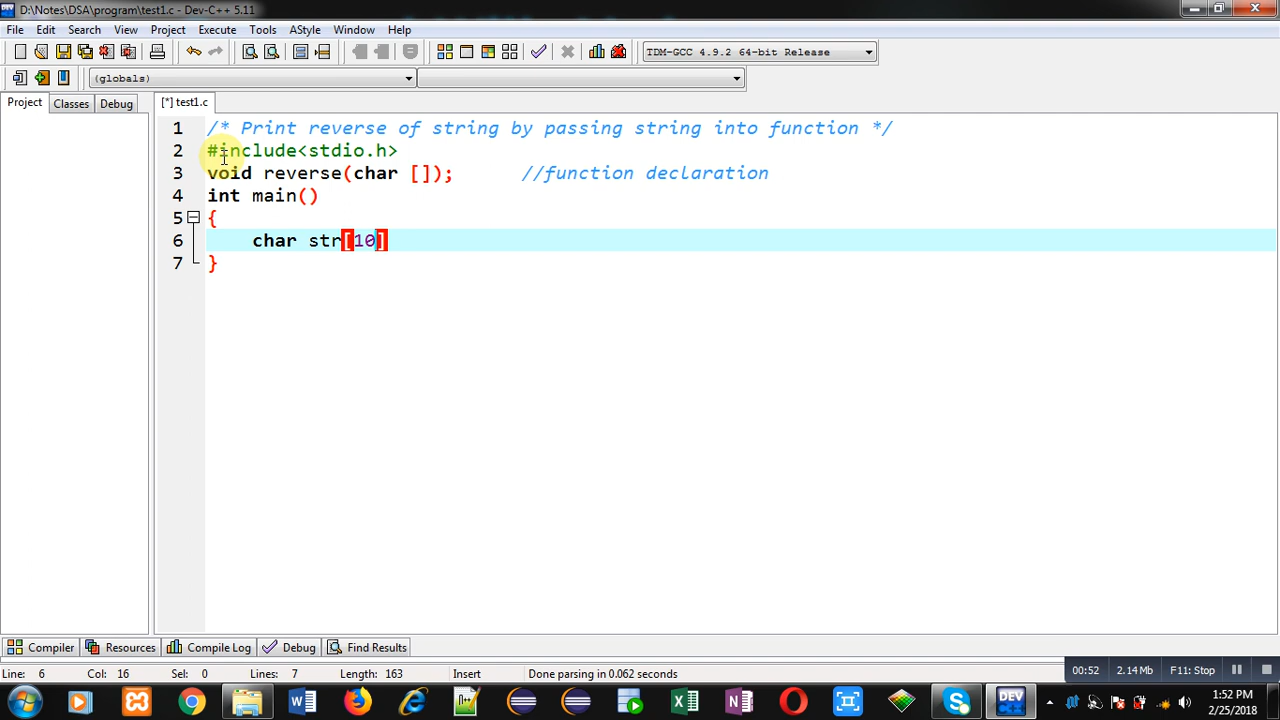 D:\Notes\DSA\program\test1.c - Dev-C++ 5.11
File Edit Search View Project Execute Tools AStyle Window Help
TDM-GCC 4.9.2 64-bit Release
(globals)
Project Classes Debug [*] test1.c
1 /* Print reverse of string by passing string into function */
2 #include<stdio.h>
3 void reverse(char []); //function declaration
4 int main()
5 {
6 char str[10]
7 }
Compiler Resources Compile Log Debug Find Results
Line: 6 Col: 16 Sel: 0 Lines: 7 Length: 163 Insert Done parsing in 0.062 seconds
00:52 2.14 Mb F11: Stop
1:52 PM
2/25/2018